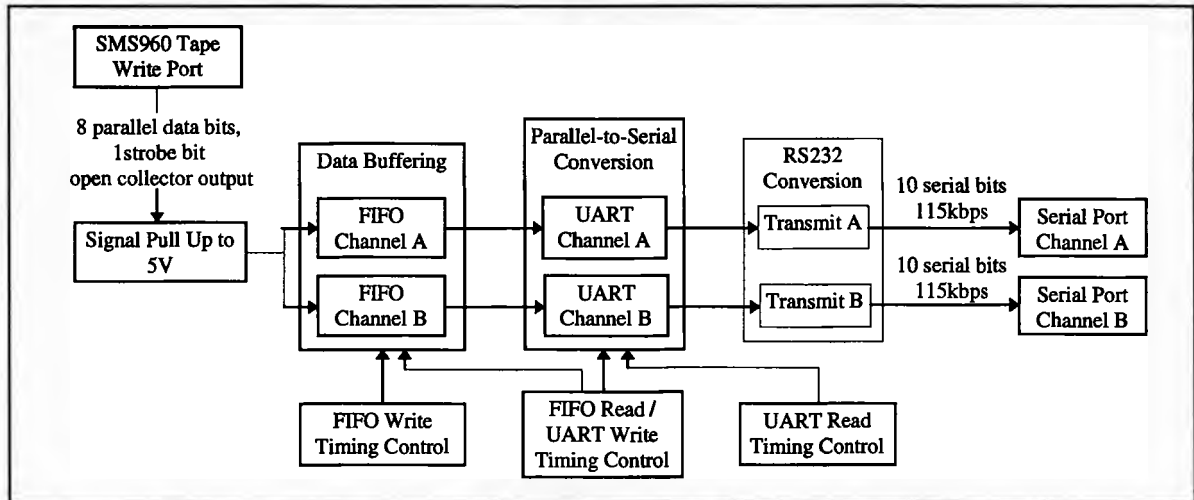 SMS960 Tape
Write Port
8 parallel data bits,
1strobe bit
open collector output
Signal Pull Up to
5V
Data Buffering
FIFO
Channel A
FIFO
Channel B
Parallel-to-Serial
Conversion
UART
Channel A
UART
Channel B
RS232
Conversion
Transmit A
Transmit B
10 serial bits
115kbps
10 serial bits
115kbps
Serial Port
Channel A
Serial Port
Channel B
FIFO Write
Timing Control
FIFO Read /
UART Write
Timing Control
UART Read
Timing Control